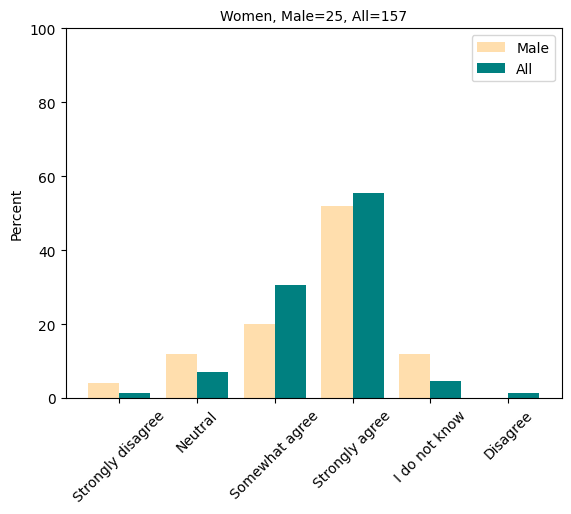 Women, Male=25, All=157
Male
All
Percent
100
80
60
40
20
0
Strongly disagree
Neutral
Somewhat agree
Strongly agree
I do not know
Disagree